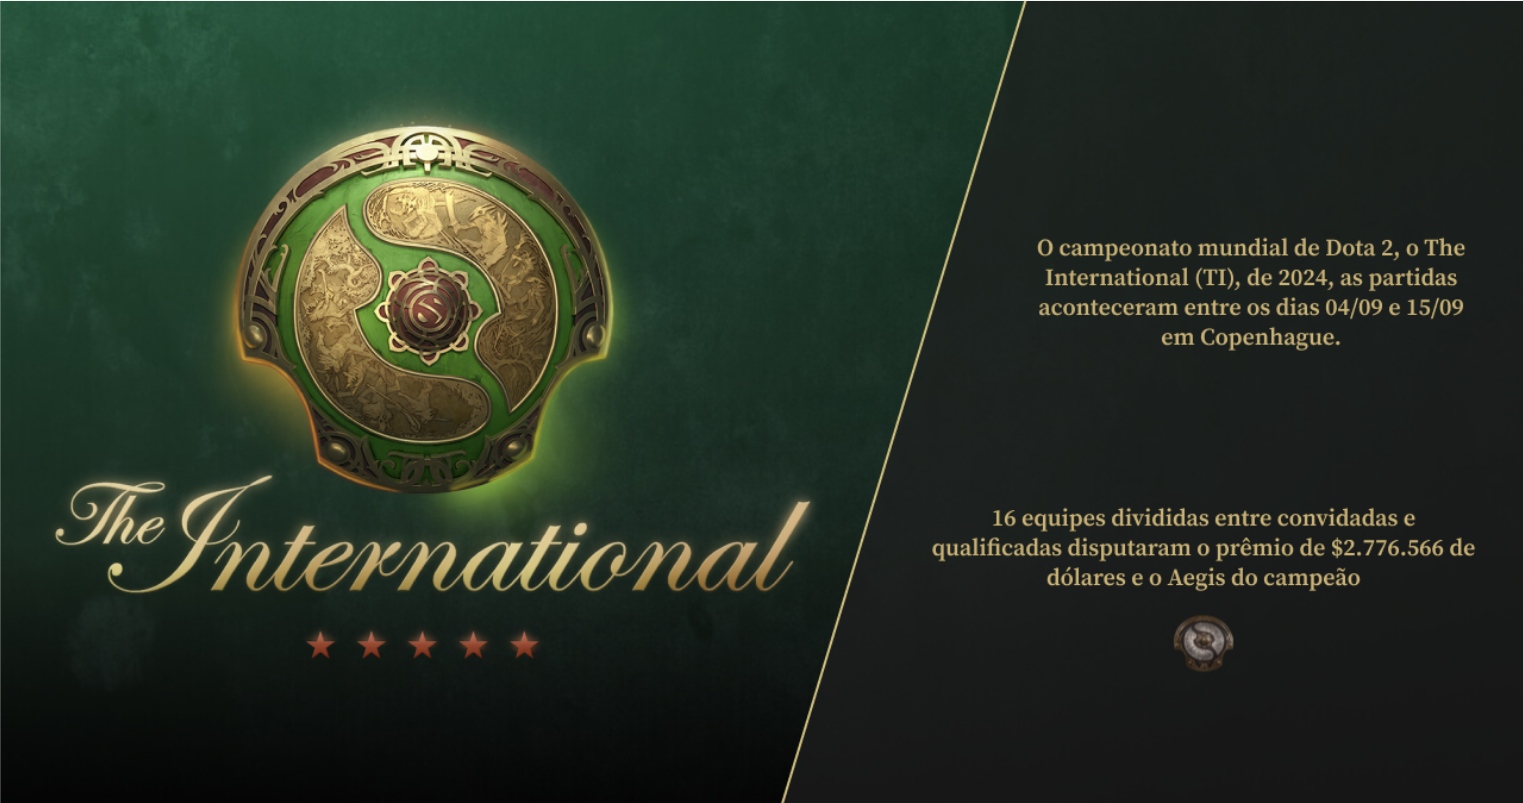 The International
O campeonato mundial de Dota 2, o The
International (TI), de 2024, as partidas
aconteceram entre os dias 04/09 e 15/09
em Copenhague.
16 equipes divididas entre convidadas e
qualificadas disputaram o prêmio de $2.776.566 de
dólares e o Aegis do campeão